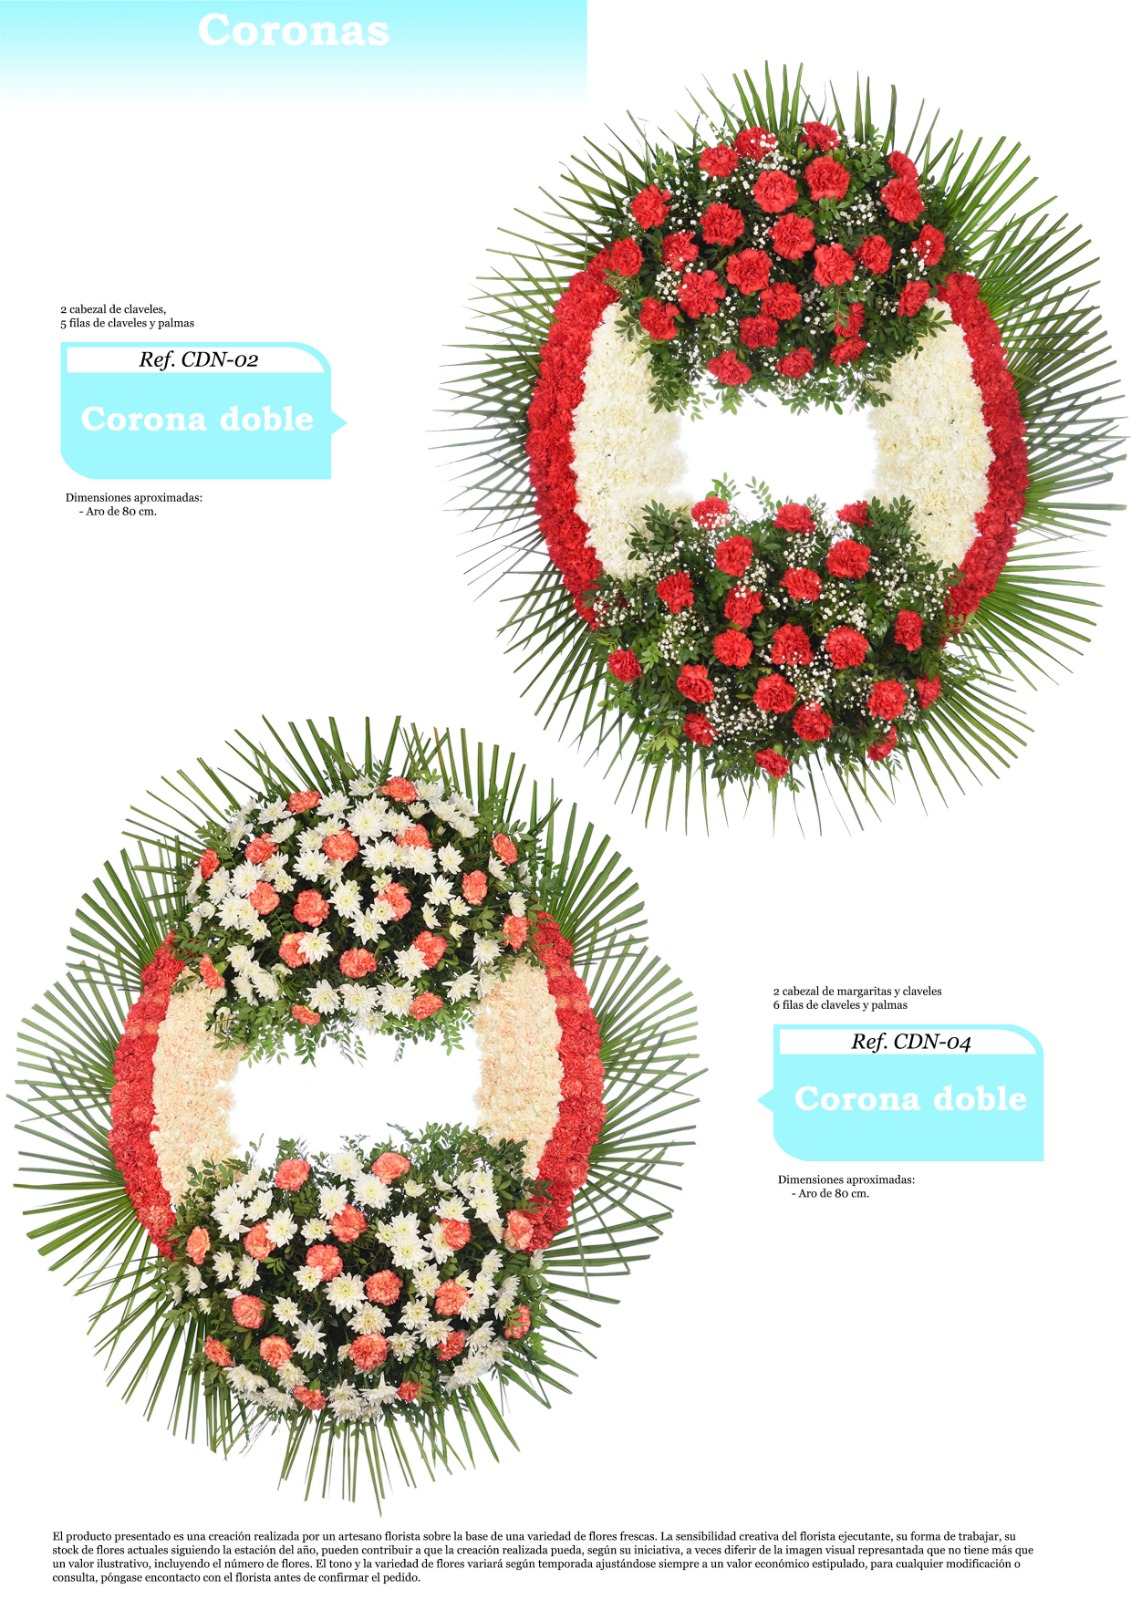 Coronas
2 cabezal de claveles,
5 filas de claveles y palmas
Ref. CDN-02
Corona doble
Dimensiones aproximadas:
- Aro de 80 cm.
2 cabezal de margaritas y claveles
6 filas de claveles y palmas
Ref. CDN-04
Corona doble
Dimensiones aproximadas:
- Aro de 80 cm.
El producto presentado es una creación realizada por un artesano florista sobre la base de una variedad de flores frescas. La sensibilidad creativa del florista ejecutante, su forma de trabajar, su
stock de flores actuales siguiendo la estación del año, pueden contribuir a que la creación realizada pueda, según su iniciativa, a veces diferir de la imagen visual represantada que no tiene más que
un valor ilustrativo, incluyendo el número de flores. El tono y la variedad de flores variará según temporada ajustándose siempre a un valor económico estipulado, para cualquier modificación o
consulta, póngase encontacto con el florista antes de confirmar el pedido.